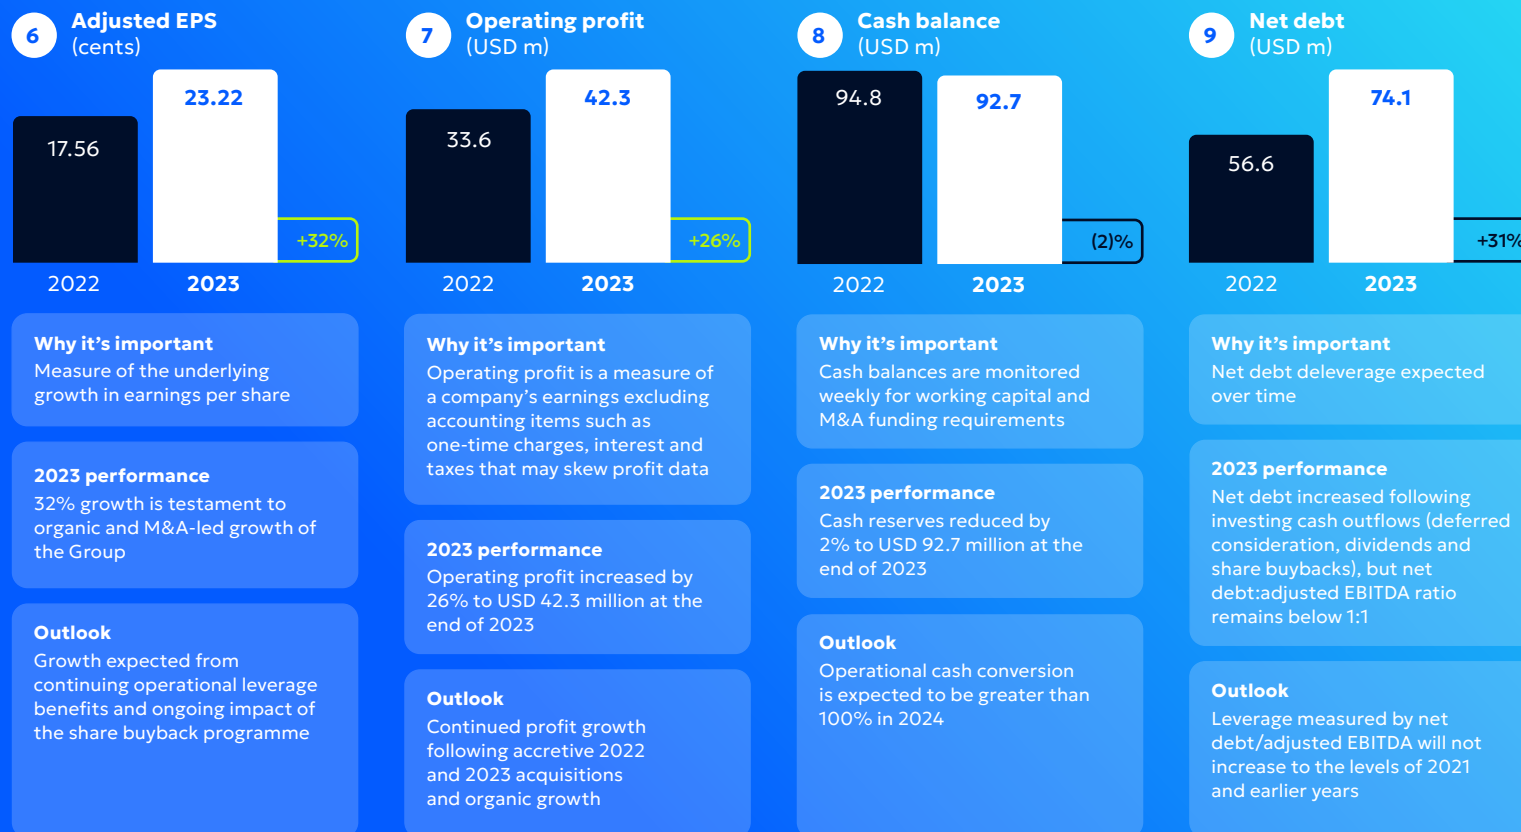 6
Adjusted EPS
(cents)
17.56
23.22
+32%
2022
2023
Why it’s important
Measure of the underlying
growth in earnings per share
2023 performance
32% growth is testament to
organic and M&A-led growth of
the Group
Outlook
Growth expected from
continuing operational leverage
benefits and ongoing impact of
the share buyback programme
7
Operating profit
(USD m)
33.6
42.3
+26%
2022
2023
Why it’s important
Operating profit is a measure of
a company’s earnings excluding
accounting items such as
one-time charges, interest and
taxes that may skew profit data
2023 performance
Operating profit increased by
26% to USD 42.3 million at the
end of 2023
Outlook
Continued profit growth
following accretive 2022
and 2023 acquisitions
and organic growth
8
Cash balance
(USD m)
94.8
92.7
(2)%
2022
2023
Why it’s important
Cash balances are monitored
weekly for working capital and
M&A funding requirements
2023 performance
Cash reserves reduced by
2% to USD 92.7 million at the
end of 2023
Outlook
Operational cash conversion
is expected to be greater than
100% in 2024
9
Net debt
(USD m)
56.6
74.1
+31%
2022
2023
Why it’s important
Net debt deleverage expected
over time
2023 performance
Net debt increased following
investing cash outflows (deferred
consideration, dividends and
share buybacks), but net
debt:adjusted EBITDA ratio
remains below 1:1
Outlook
Leverage measured by net
debt/adjusted EBITDA will not
increase to the levels of 2021
and earlier years